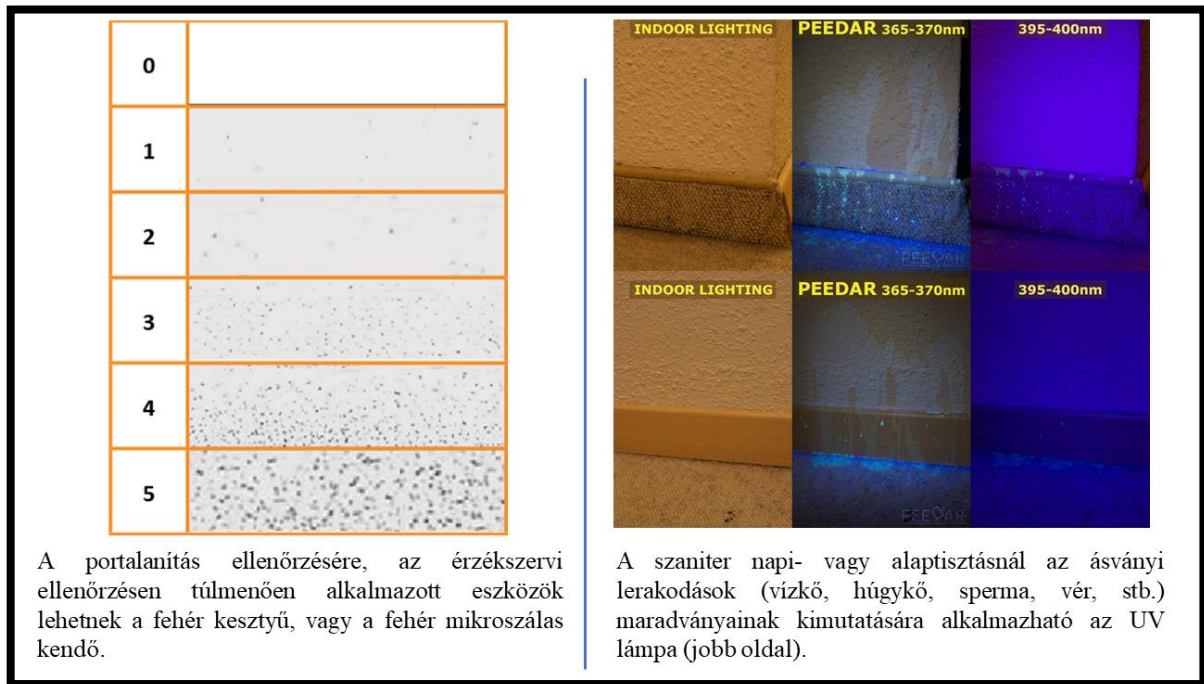 0
1
2
3
4
5
A portalanítás ellenőrzésére, az érzékszervi
ellenőrzésen túlmenően alkalmazott eszközök
lehetnek a fehér kesztyű, vagy a fehér mikroszálas
kendő.
INDOOR LIGHTING
PEEDAR 365-370nm
395-400nm
PEEDAR
INDOOR LIGHTING
PEEDAR 365-370nm
395-400nm
PEEDAR
A szaniter napi- vagy alaptisztásnál az ásványi
lerakodások (vízkő, húgykő, sperma, vér, stb.)
maradványainak kimutatására alkalmazható az UV
lámpa (jobb oldal).